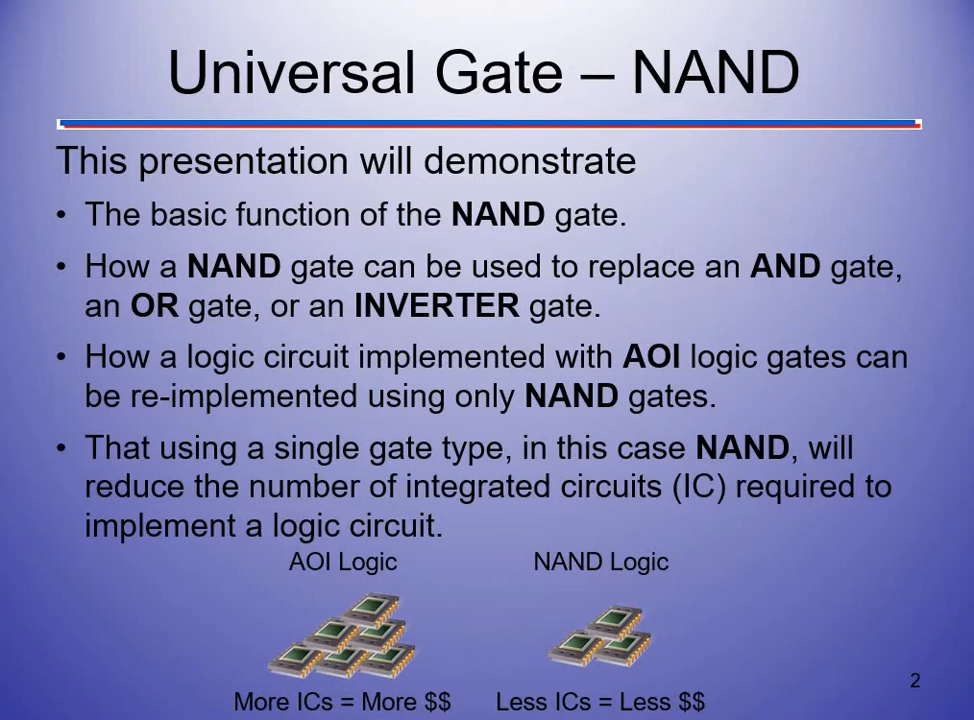 Universal Gate – NAND
This presentation will demonstrate
• The basic function of the NAND gate.
• How a NAND gate can be used to replace an AND gate,
an OR gate, or an INVERTER gate.
• How a logic circuit implemented with AOI logic gates can
be re-implemented using only NAND gates.
• That using a single gate type, in this case NAND, will
reduce the number of integrated circuits (IC) required to
implement a logic circuit.
AOI Logic NAND Logic
More ICs = More $$ Less ICs = Less $$
2